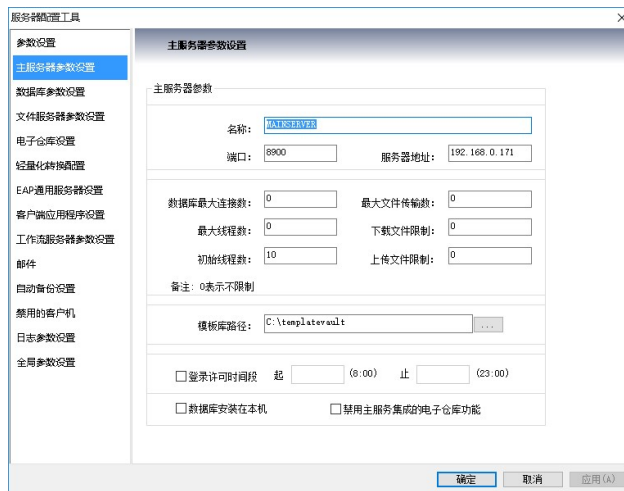 服务器配置工具
参数设置
主服务器参数设置
数据库参数设置
文件服务器参数设置
电子仓库设置
轻量化转换配置
EAP通用服务器设置
客户端应用程序设置
工作流服务器参数设置
邮件
自动备份设置
禁用的客户机
日志参数设置
全局参数设置
主服务器参数设置
主服务器参数
名称: MAINSERVER
端口: 8900 服务器地址: 192.168.0.171
数据库最大连接数: 0 最大文件传输数: 0
最大线程数: 0 下载文件限制: 0
初始线程数: 10 上传文件限制: 0
备注: 0表示不限制
模板库路径: C:\templatevault ...
登录许可时间段 起 (8:00) 止 (23:00)
数据库安装在本机 禁用主服务集成的电子仓库功能
确定 取消 应用(A)